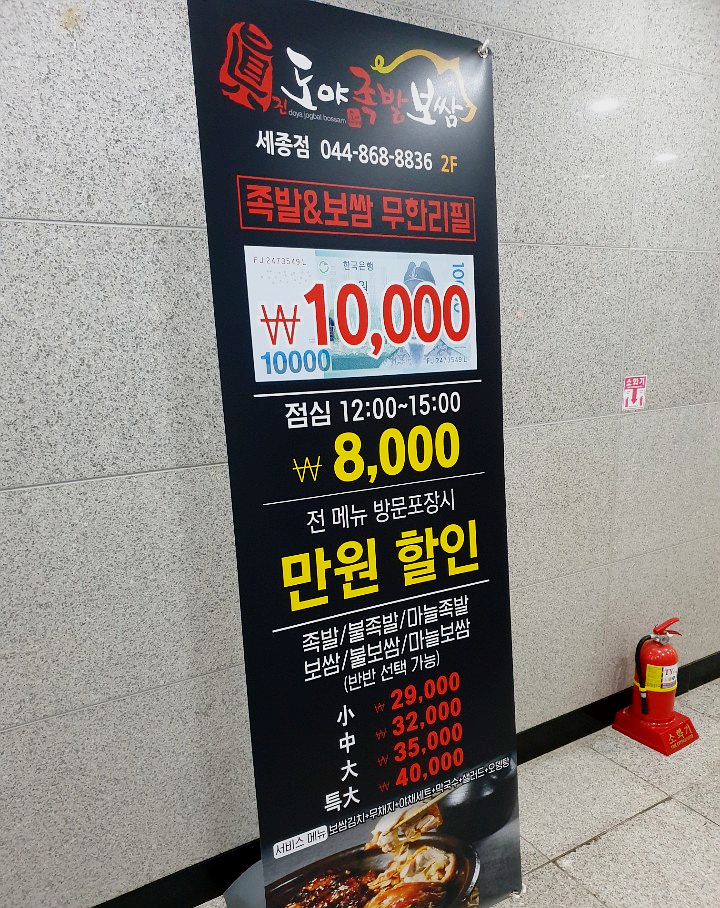 眞
진
도야족발보쌈
doya jogbal bossam
세종점 044-868-8836 2F
족발&보쌈 무한리필
FJ2473549L
한국은행
원
10000
₩10,000
10000
FJ2473549L
점심 12:00~15:00
₩ 8,000
전 메뉴 방문포장시
만원 할인
족발/불족발/마늘족발
보쌈/불보쌈/마늘보쌈
(반반 선택 가능)
小 ₩ 29,000
中 ₩ 32,000
大 ₩ 35,000
특大 ₩ 40,000
서비스 메뉴 보쌈김치+무채지+야채세트+막국수+샐러드+오뎅탕
소화기
소화기